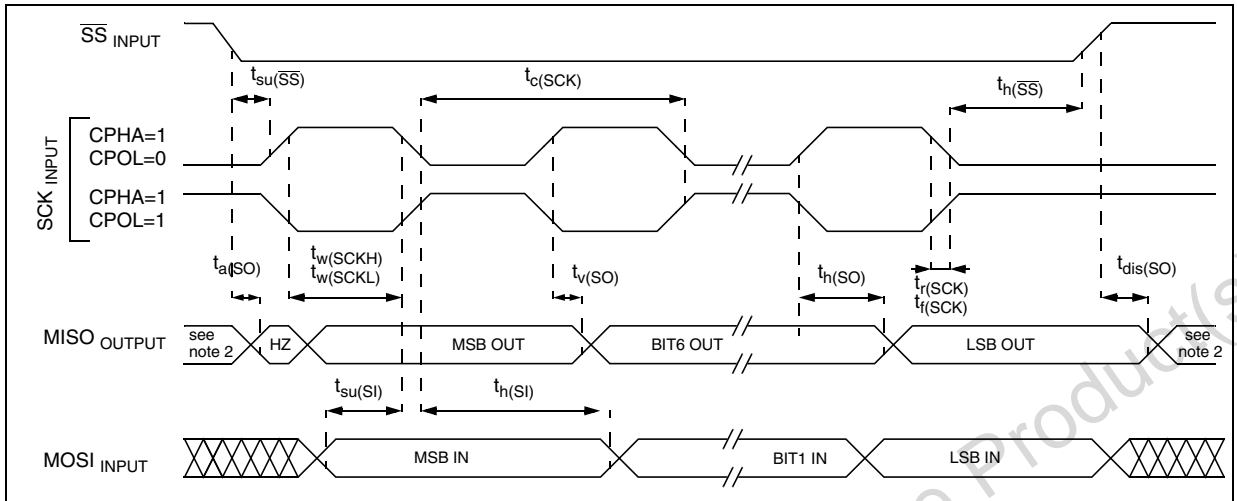 SS INPUT
tsu(SS)
tc(SCK)
th(SS)
SCK INPUT
CPHA=1
CPOL=0
CPHA=1
CPOL=1
ta(SO)
tw(SCKH)
tw(SCKL)
tv(SO)
th(SO)
tr(SCK)
tf(SCK)
tdis(SO)
MISO OUTPUT
see note 2
HZ
MSB OUT
BIT6 OUT
LSB OUT
see note 2
tsu(SI)
th(SI)
MOSI INPUT
MSB IN
BIT1 IN
LSB IN
Product(s